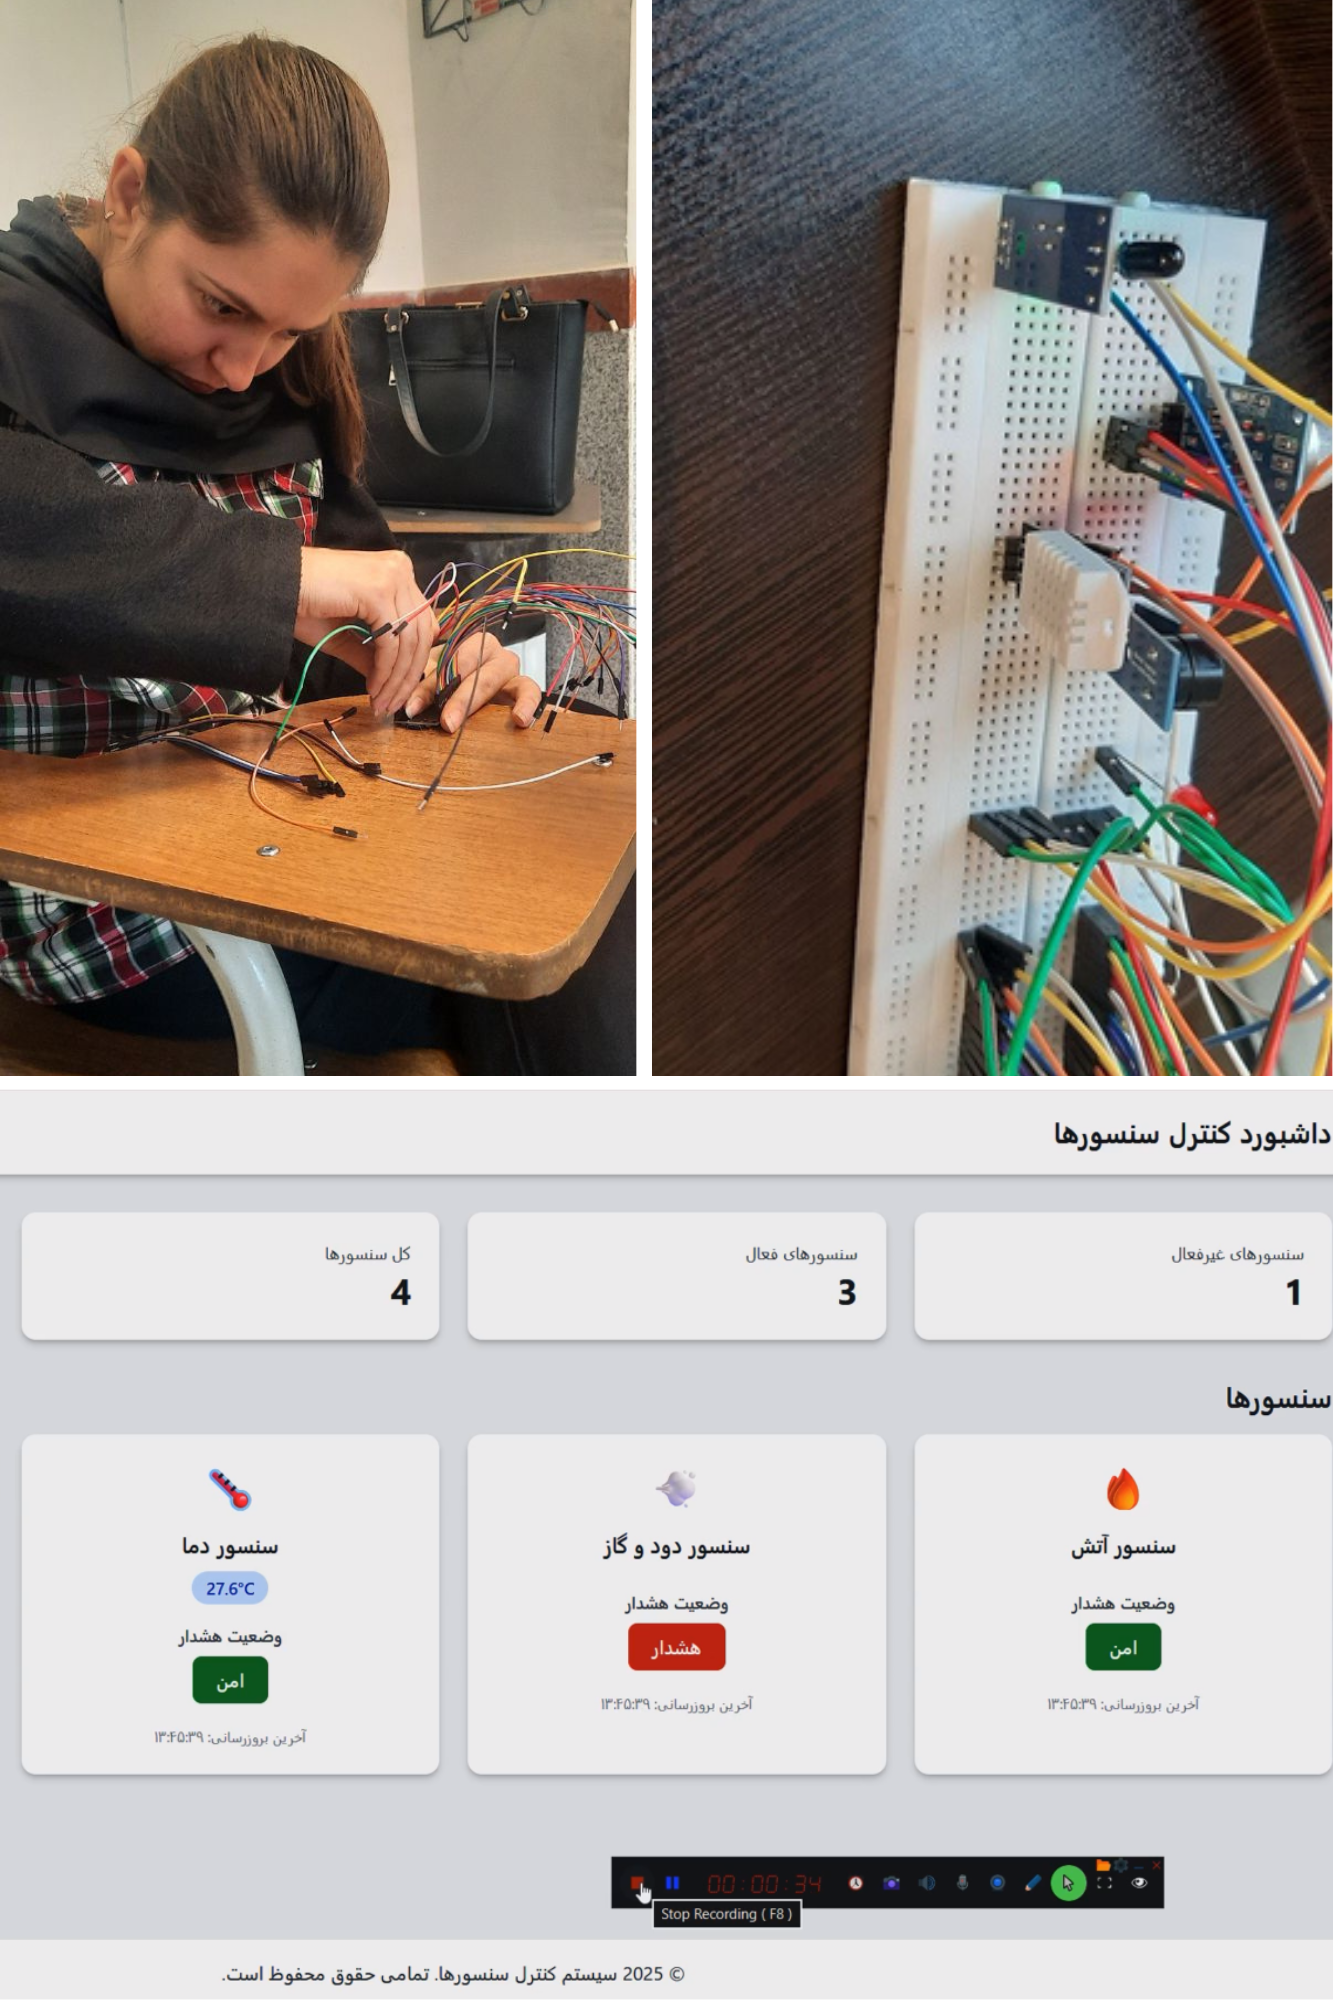 داشبورد کنترل سنسورها
سنسورهای غیرفعال
1
سنسورهای فعال
3
کل سنسورها
4
سنسورها
سنسور آتش
وضعیت هشدار
امن
آخرین بروزرسانی: ۱۳:۴۵:۳۹
سنسور دود و گاز
وضعیت هشدار
هشدار
آخرین بروزرسانی: ۱۳:۴۵:۳۹
سنسور دما
27.6°C
وضعیت هشدار
امن
آخرین بروزرسانی: ۱۳:۴۵:۳۹
00:00:34
Stop Recording ( F8 )
© 2025 سیستم کنترل سنسورها. تمامی حقوق محفوظ است.